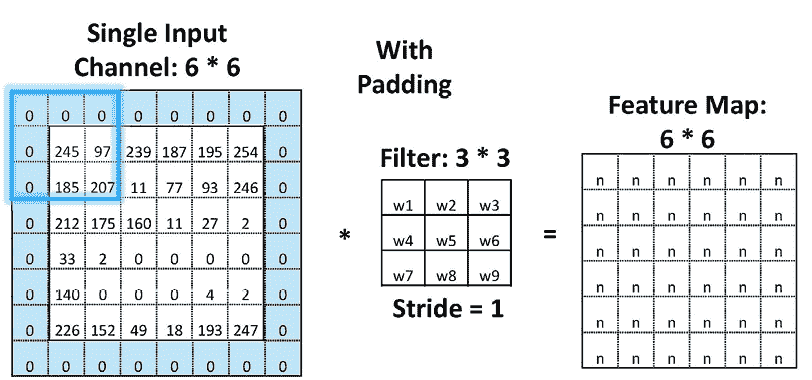 Single Input
Channel: 6 * 6
With
Padding
Feature Map:
6 * 6
Filter: 3 * 3
0 0 0 0 0 0 0 0
0 245 97 239 187 195 254 0
0 185 207 11 77 93 246 0
0 212 175 160 11 27 2 0
0 33 2 0 0 0 0 0
0 140 0 0 0 4 2 0
0 226 152 49 18 193 247 0
0 0 0 0 0 0 0 0
*
w1 w2 w3
w4 w5 w6
w7 w8 w9
Stride = 1
=
n n n n n n
n n n n n n
n n n n n n
n n n n n n
n n n n n n
n n n n n n